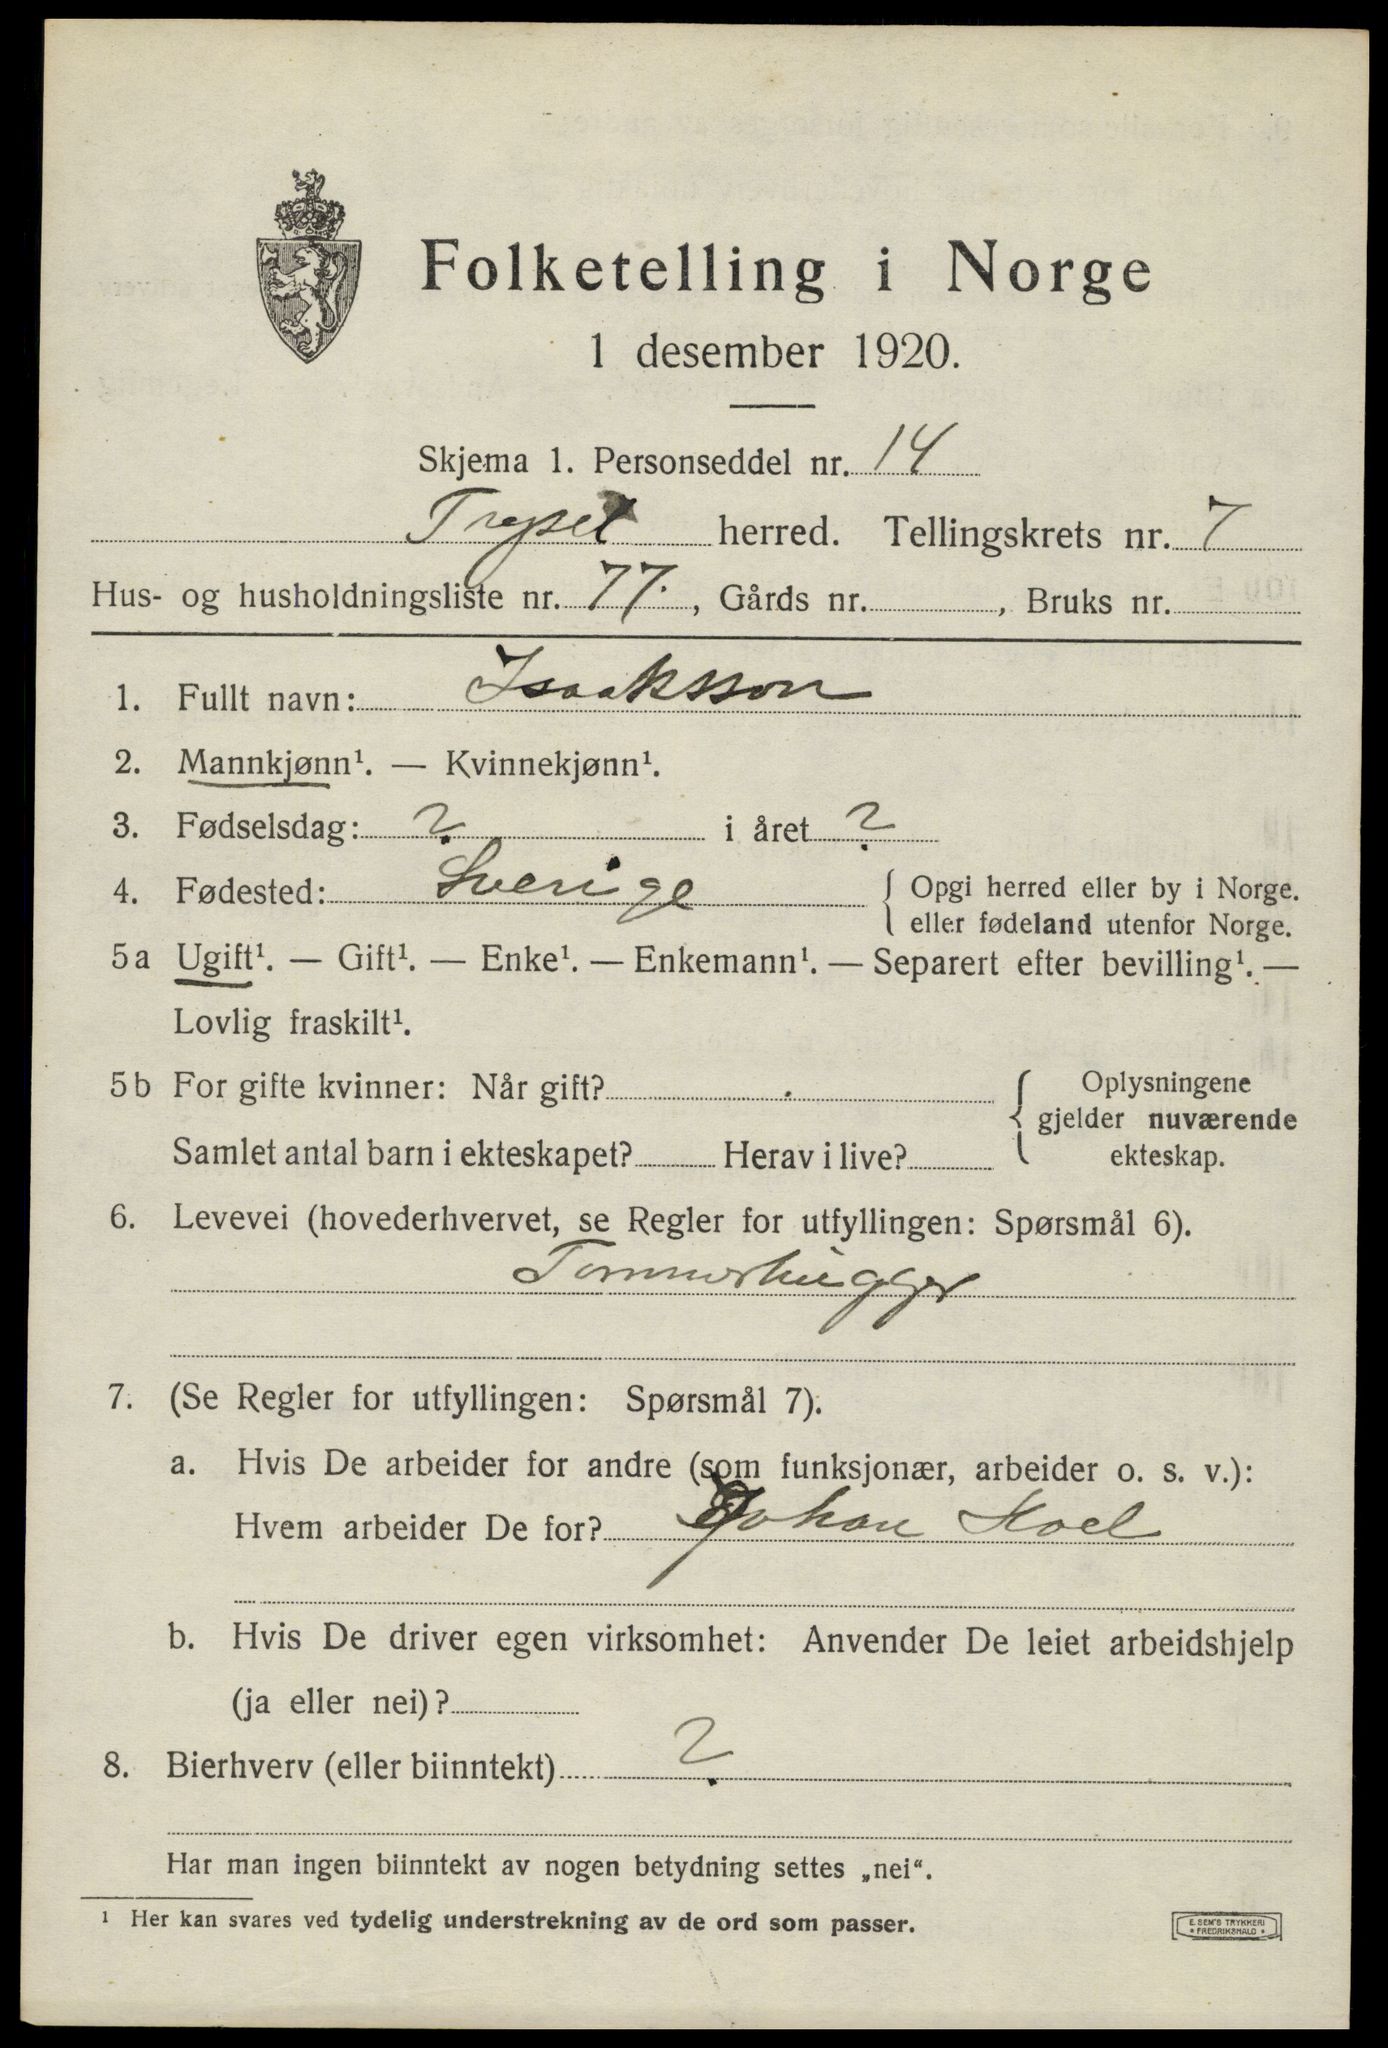 Folketelling i Norge
1 desember 1920.
Skjema 1. Personseddel nr. 14
Trysil herred. Tellingskrets nr. 7
Hus- og husholdningsliste nr. 77. , Gårds nr. , Bruks nr.
1. Fullt navn: Isaaksson
2. Mannkjønn¹. — Kvinnekjønn¹.
3. Fødselsdag: ? i året ?
4. Fødested: Sverige { Opgi herred eller by i Norge.
eller fødeland utenfor Norge.
5a Ugift¹. — Gift¹. — Enke¹. — Enkemann¹. — Separert efter bevilling¹. —
Lovlig fraskilt¹.
5b For gifte kvinner: Når gift? . { Oplysningene
gjelder nuværende
Samlet antal barn i ekteskapet? Herav i live? ekteskap.
6. Levevei (hovederhvervet, se Regler for utfyllingen: Spørsmål 6).
Tømmerhugger
7. (Se Regler for utfyllingen: Spørsmål 7).
a. Hvis De arbeider for andre (som funksjonær, arbeider o. s. v.):
Hvem arbeider De for? Johan
b. Hvis De driver egen virksomhet: Anvender De leiet arbeidshjelp
(ja eller nei)?
8. Bierhverv (eller biinntekt) ?
Har man ingen biinntekt av nogen betydning settes „nei“.
¹ Her kan svares ved tydelig understrekning av de ord som passer.
E. SEM'S TRYKKERI
* FREDRIKSHALD *